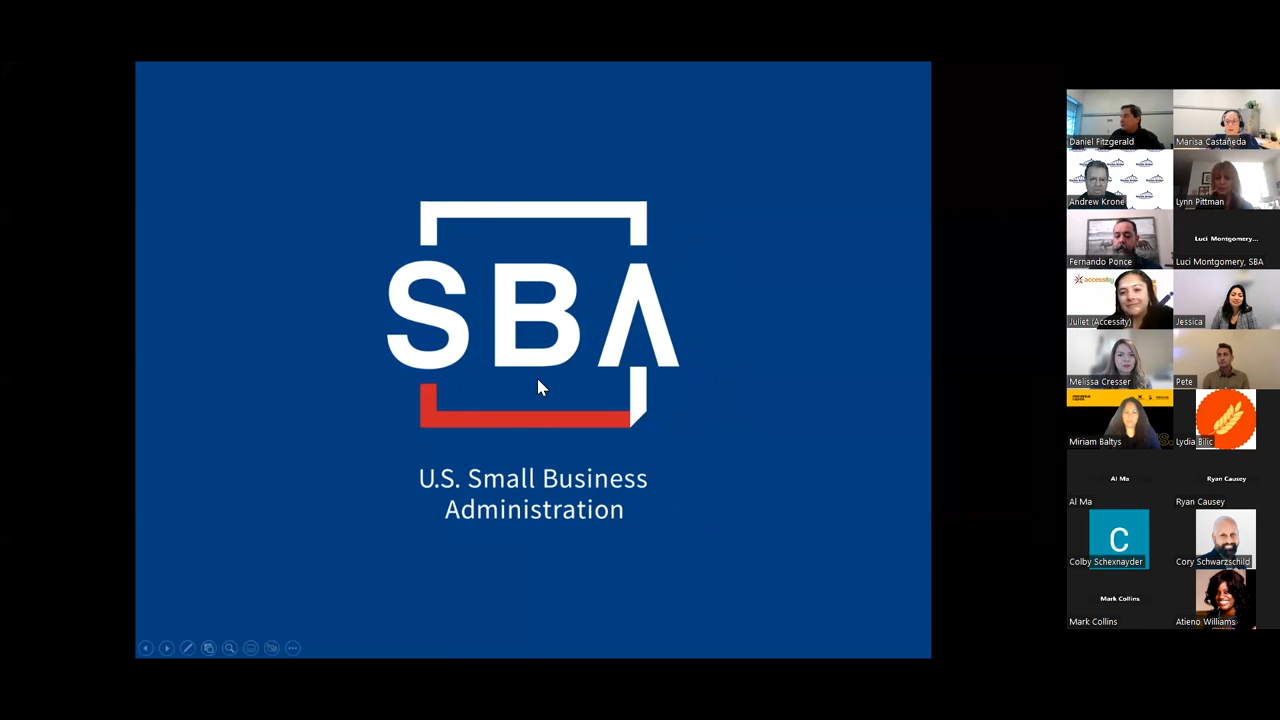 SBA
U.S. Small Business
Administration
Daniel Fitzgerald
Marisa Castañeda
Andrew Krone
Lynn Pittman
Fernando Ponce
Luci Montgomery...
Luci Montgomery, SBA
accessity
Juliet (Accessity)
Jessica
Melissa Cresser
Pete
Miriam Baltys
Lydia Bilic
Al Ma
Al Ma
Ryan Causey
Ryan Causey
C
Colby Schexnayder
Cory Schwarzschild
Mark Collins
Mark Collins
Atieno Williams